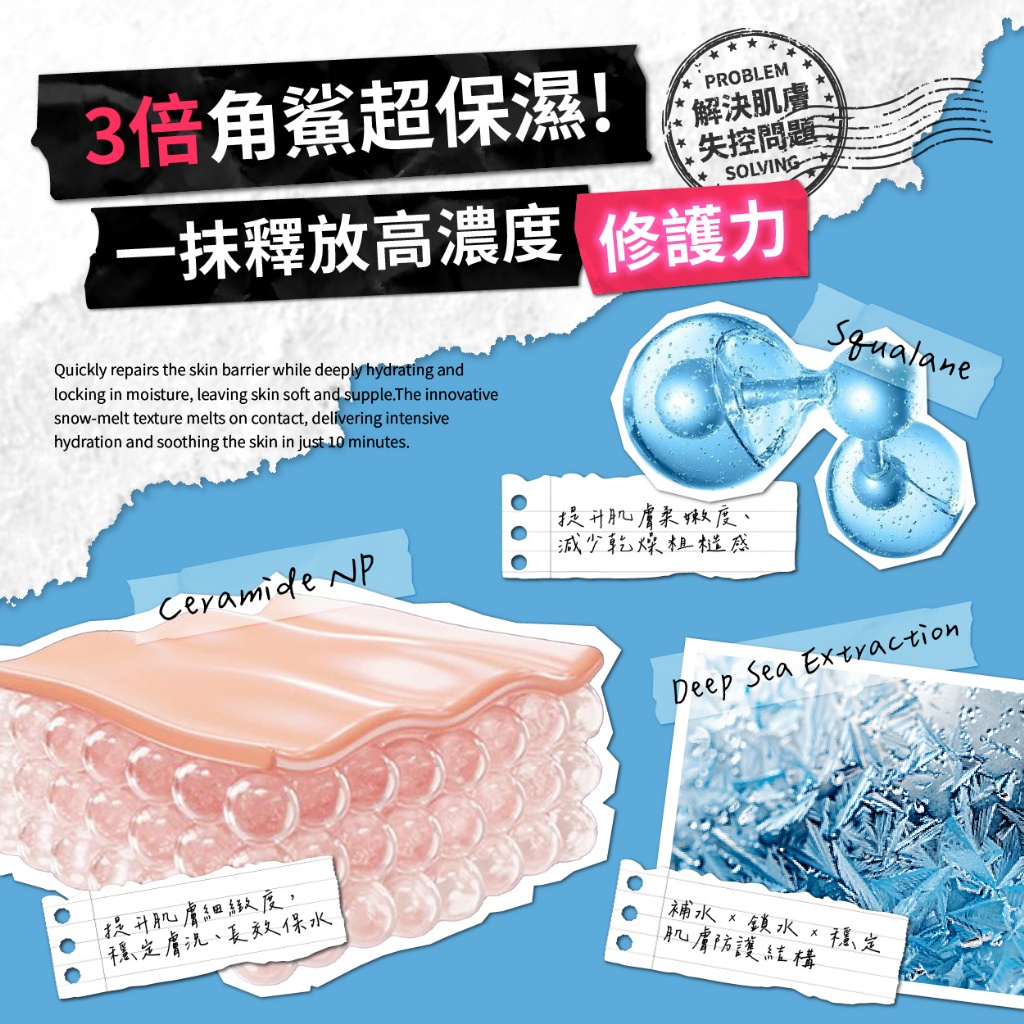 3倍角鯊超保濕!
一抹釋放高濃度 修護力
PROBLEM
解決肌膚
失控問題
SOLVING
Quickly repairs the skin barrier while deeply hydrating and
locking in moisture, leaving skin soft and supple.The innovative
snow-melt texture melts on contact, delivering intensive
hydration and soothing the skin in just 10 minutes.
Squalane
提升肌膚柔嫩度、
減少乾燥粗糙感
Ceramide NP
提升肌膚細緻度,
穩定膚況、長效保水
Deep Sea Extraction
補水 × 鎖水 × 穩定
肌膚防護結構